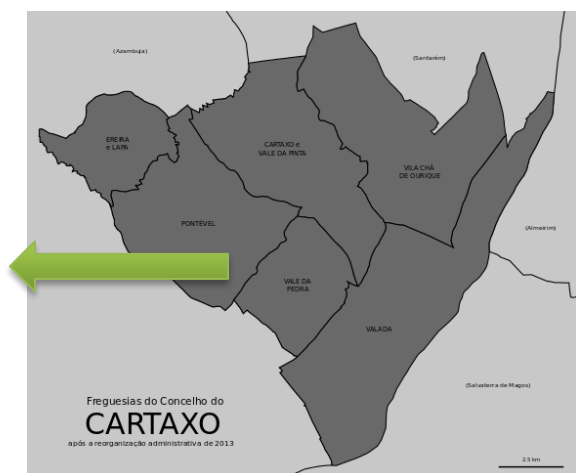 (Azambuja)
(Santarém)
EREIRA
e LAPA
CARTAXO e
VALE DA PINTA
VILA CHÃ
DE OURIQUE
PONTÉVEL
(Almeirim)
VALE DA
PEDRA
VALADA
(Salvaterra de Magos)
Freguesias do Concelho do
CARTAXO
após a reorganização administrativa de 2013
2.5 km